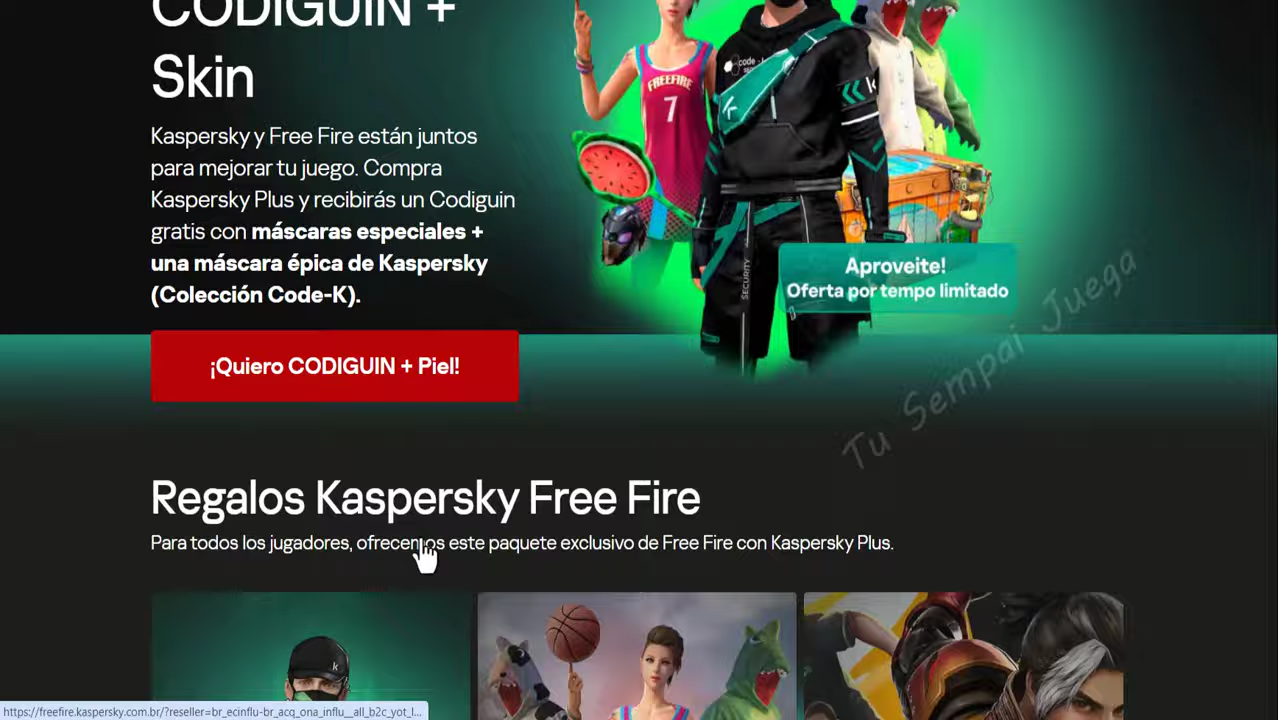 CODIGUIN +
Skin
Kaspersky y Free Fire están juntos
para mejorar tu juego. Compra
Kaspersky Plus y recibirás un Codiguin
gratis con máscaras especiales +
una máscara épica de Kaspersky
(Colección Code-K).
¡Quiero CODIGUIN + Piel!
FREEFIRE
7
SECURITY
Aproveite!
Oferta por tempo limitado
Tu Sempai Juega
Regalos Kaspersky Free Fire
Para todos los jugadores, ofrecemos este paquete exclusivo de Free Fire con Kaspersky Plus.
k
https://freefire.kaspersky.com.br/?reseller=br_ecinflu-br_acq_ona_influ__all_b2c_yot_l...